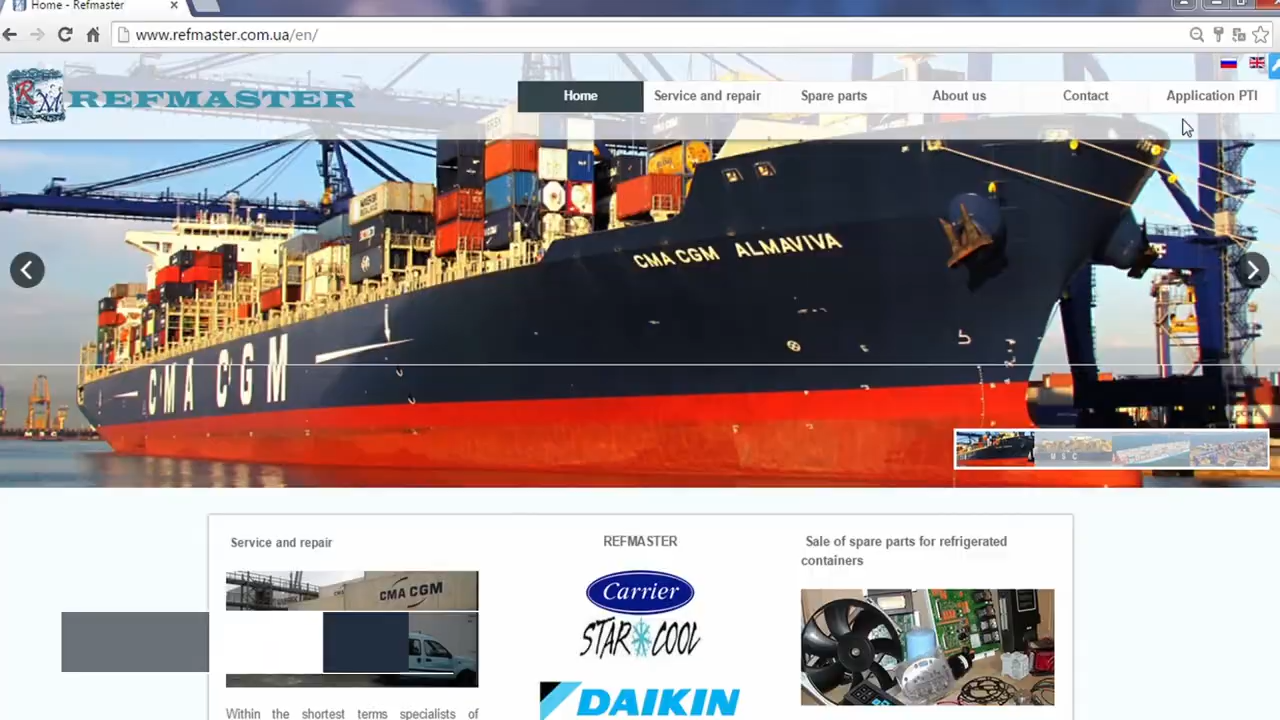 Home - Refmaster
www.refmaster.com.ua/en/
RM REFMASTER
Home
Service and repair
Spare parts
About us
Contact
Application PTI
CMA CGM ALMAVIVA
CMA CGM
MSC
Service and repair
REFMASTER
Sale of spare parts for refrigerated
containers
CMA CGM
Carrier
STAR COOL
DAIKIN
Within the shortest terms specialists of